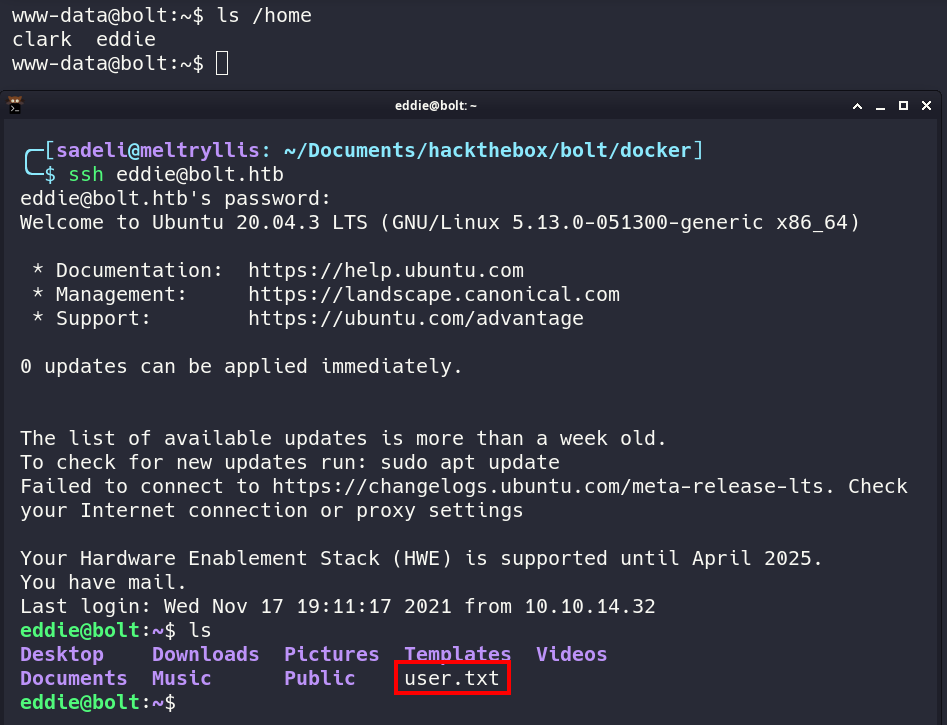 www-data@bolt:~$ ls /home
clark  eddie
www-data@bolt:~$
eddie@bolt: ~
[sadeli@meltryllis: ~/Documents/hackthebox/bolt/docker]
$ ssh eddie@bolt.htb
eddie@bolt.htb's password:
Welcome to Ubuntu 20.04.3 LTS (GNU/Linux 5.13.0-051300-generic x86_64)
* Documentation:  https://help.ubuntu.com
* Management:     https://landscape.canonical.com
* Support:        https://ubuntu.com/advantage
0 updates can be applied immediately.
The list of available updates is more than a week old.
To check for new updates run: sudo apt update
Failed to connect to https://changelogs.ubuntu.com/meta-release-lts. Check
your Internet connection or proxy settings
Your Hardware Enablement Stack (HWE) is supported until April 2025.
You have mail.
Last login: Wed Nov 17 19:11:17 2021 from 10.10.14.32
eddie@bolt:~$ ls
Desktop    Downloads  Pictures  Templates  Videos
Documents  Music      Public    user.txt
eddie@bolt:~$